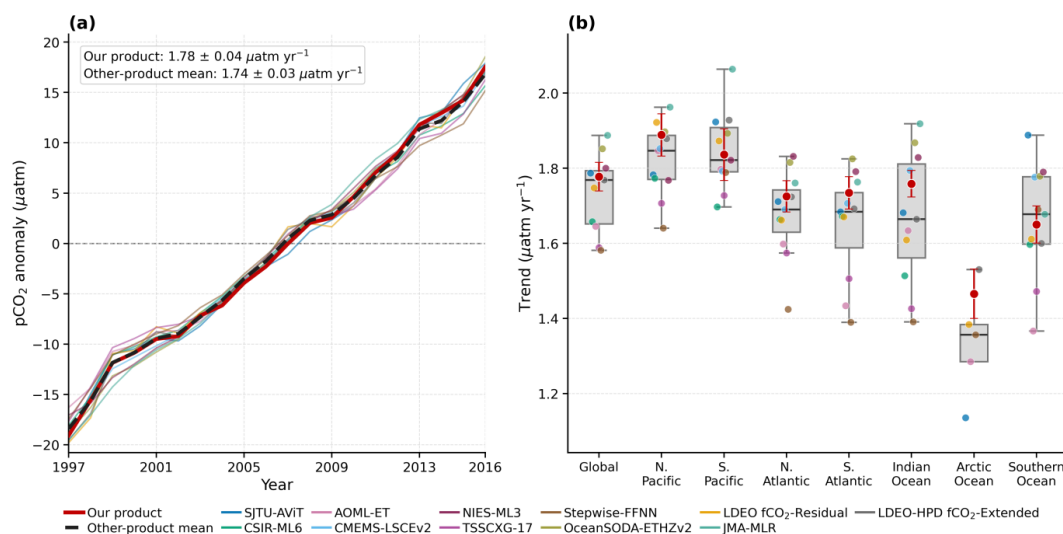 (a)
Our product: 1.78 ± 0.04 μatm yr⁻¹
Other-product mean: 1.74 ± 0.03 μatm yr⁻¹
pCO₂ anomaly (μatm)
20
15
10
5
0
−5
−10
−15
−20
1997
2001
2005
2009
2013
2016
Year
(b)
Trend (μatm yr⁻¹)
2.0
1.8
1.6
1.4
1.2
Global
N. Pacific
S. Pacific
N. Atlantic
S. Atlantic
Indian Ocean
Arctic Ocean
Southern Ocean
Our product
Other-product mean
SJTU-AViT
CSIR-ML6
AOML-ET
CMEMS-LSCEv2
NIES-ML3
TSSCXG-17
Stepwise-FFNN
OceanSODA-ETHZv2
LDEO fCO₂-Residual
JMA-MLR
LDEO-HPD fCO₂-Extended